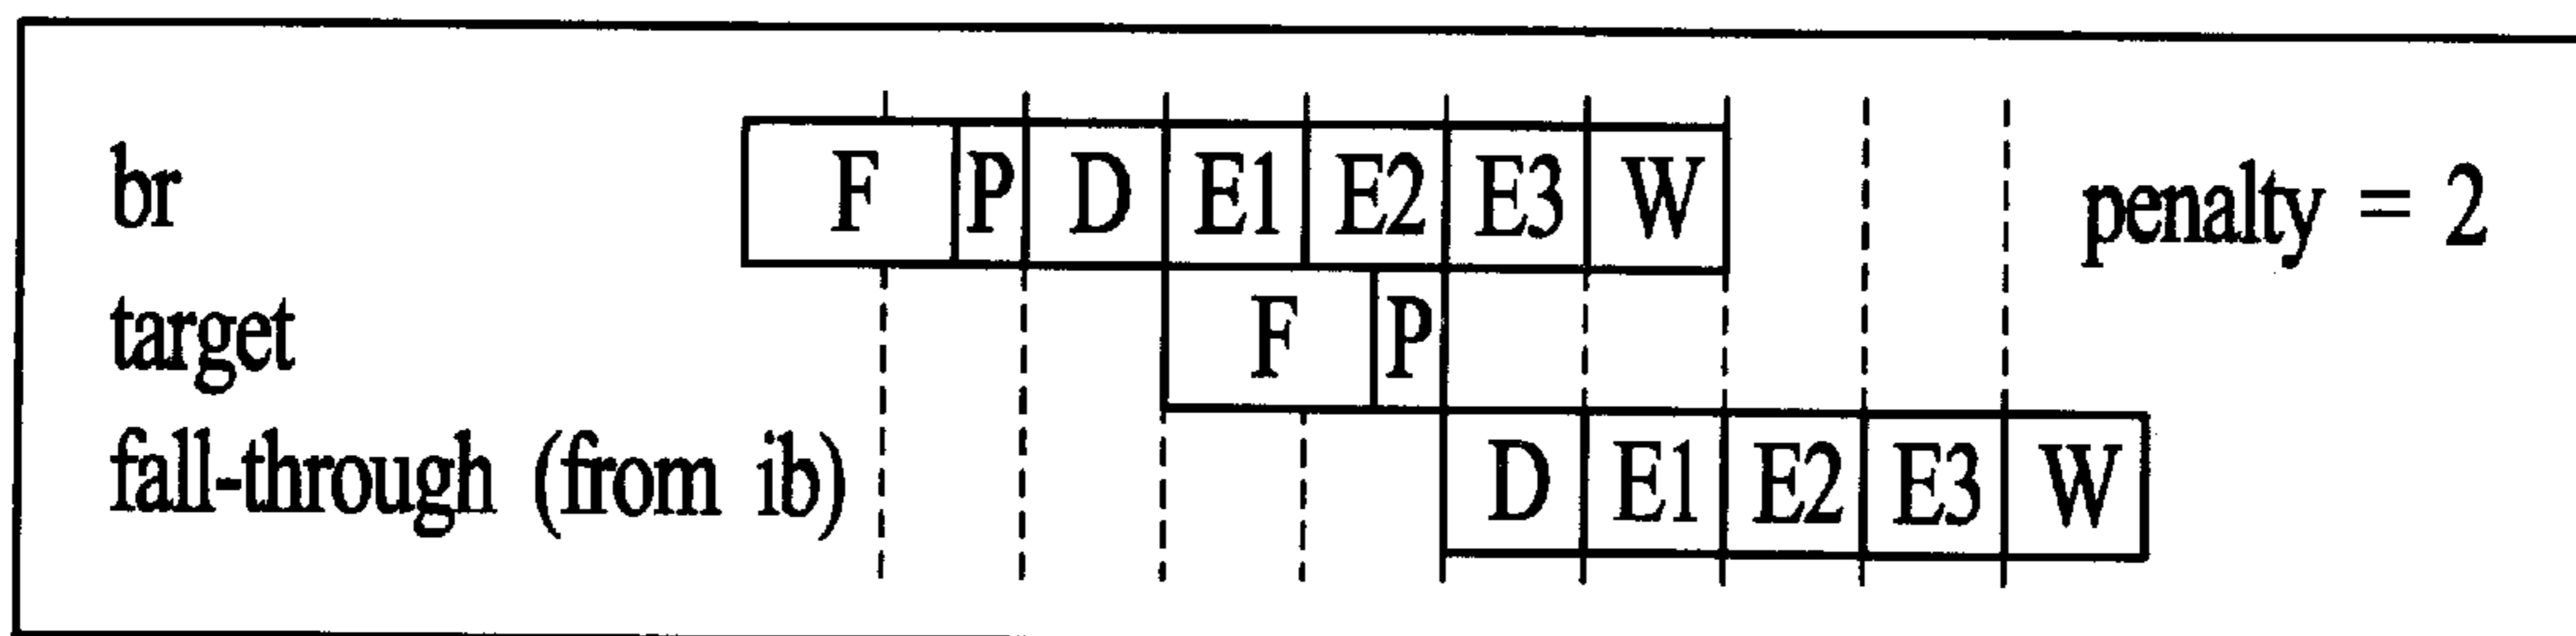 br F P D E1 E2 E3 W penalty = 2
target F P
fall-through (from ib) D E1 E2 E3 W